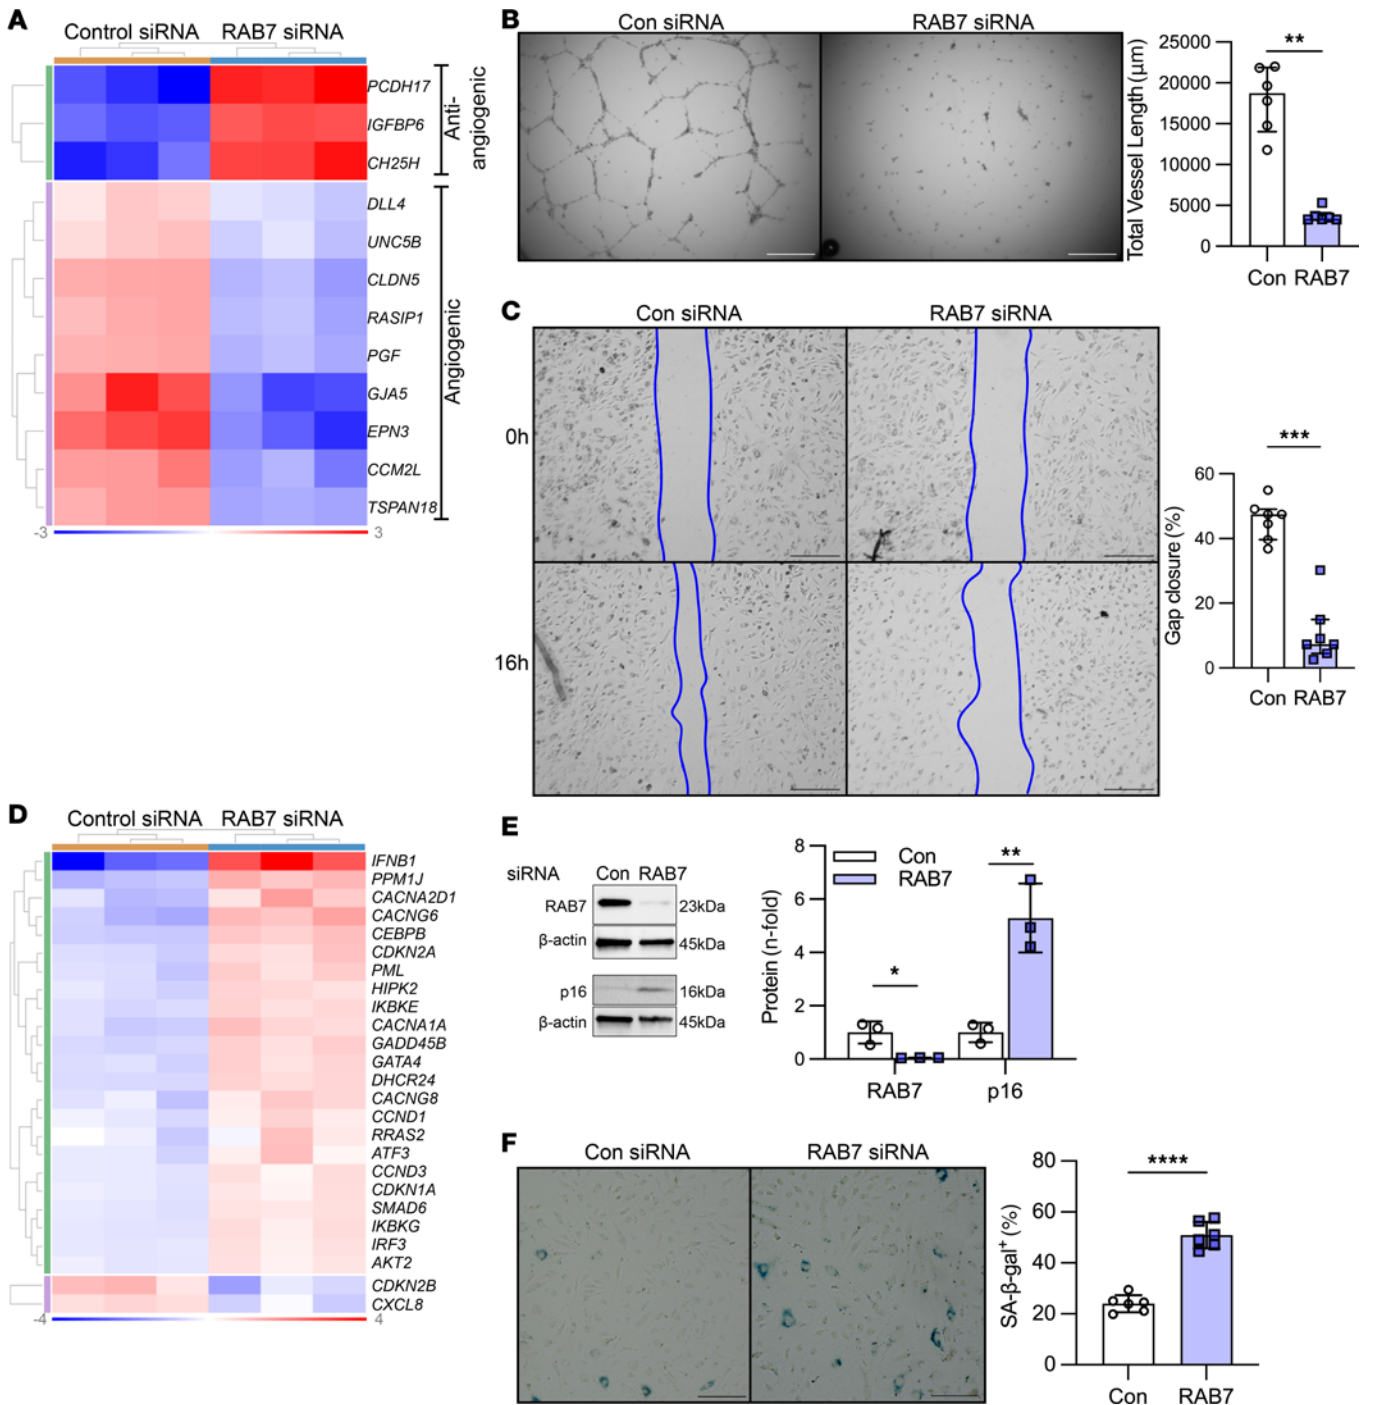 A
Control siRNA RAB7 siRNA
PCDH17
IGFBP6
CH25H
Anti-
angiogenic
DLL4
UNC5B
CLDN5
RASIP1
PGF
GJA5
EPN3
CCM2L
TSPAN18
Angiogenic
-3 3
B
Con siRNA RAB7 siRNA
Total Vessel Length (µm)
25000
20000
15000
10000
5000
0
**
Con RAB7
C
Con siRNA RAB7 siRNA
0h
16h
Gap closure (%)
60
40
20
0
***
Con RAB7
D
Control siRNA RAB7 siRNA
IFNB1
PPM1J
CACNA2D1
CACNG6
CEBPB
CDKN2A
PML
HIPK2
IKBKE
CACNA1A
GADD45B
GATA4
DHCR24
CACNG8
CCND1
RRAS2
ATF3
CCND3
CDKN1A
SMAD6
IKBKG
IRF3
AKT2
CDKN2B
CXCL8
-4 4
E
siRNA Con RAB7
RAB7 23kDa
β-actin 45kDa
p16 16kDa
β-actin 45kDa
Protein (n-fold)
8
6
4
2
0
Con
RAB7
*
**
RAB7 p16
F
Con siRNA RAB7 siRNA
SA-β-gal+ (%)
80
60
40
20
0
****
Con RAB7